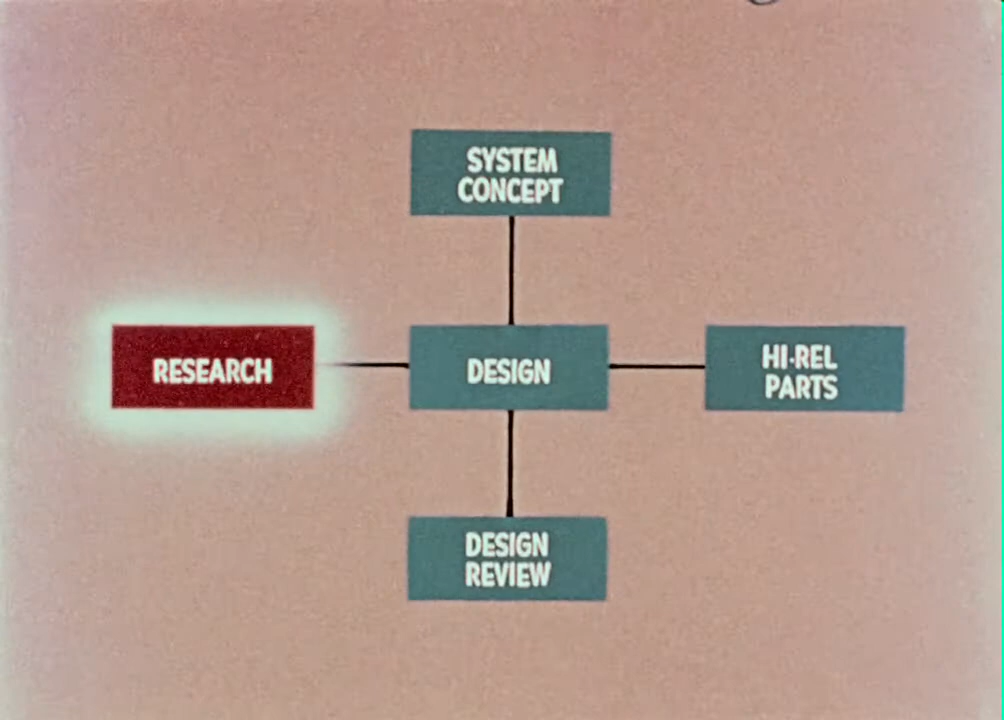 SYSTEM
CONCEPT
RESEARCH
DESIGN
HI-REL
PARTS
DESIGN
REVIEW